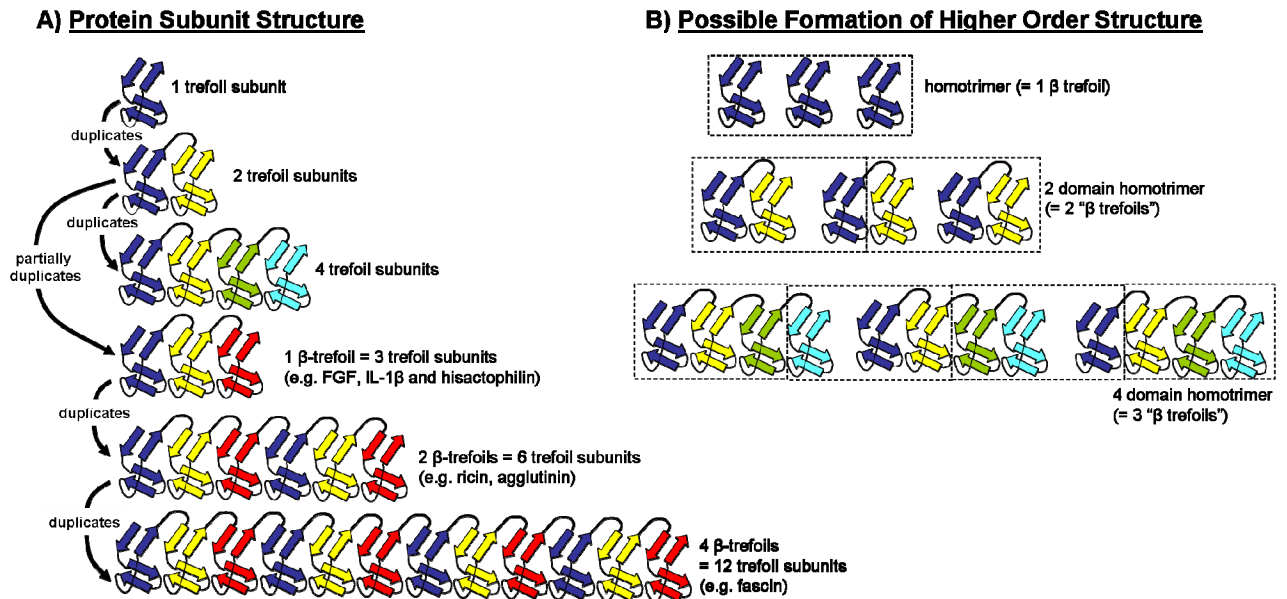 A) Protein Subunit Structure
1 trefoil subunit
duplicates
2 trefoil subunits
duplicates
partially
duplicates
4 trefoil subunits
1 β-trefoil = 3 trefoil subunits
(e.g. FGF, IL-1β and hisactophilin)
duplicates
2 β-trefoils = 6 trefoil subunits
(e.g. ricin, agglutinin)
duplicates
4 β-trefoils
= 12 trefoil subunits
(e.g. fascin)
B) Possible Formation of Higher Order Structure
homotrimer (= 1 β trefoil)
2 domain homotrimer
(= 2 “β trefoils”)
4 domain homotrimer
(= 3 “β trefoils”)